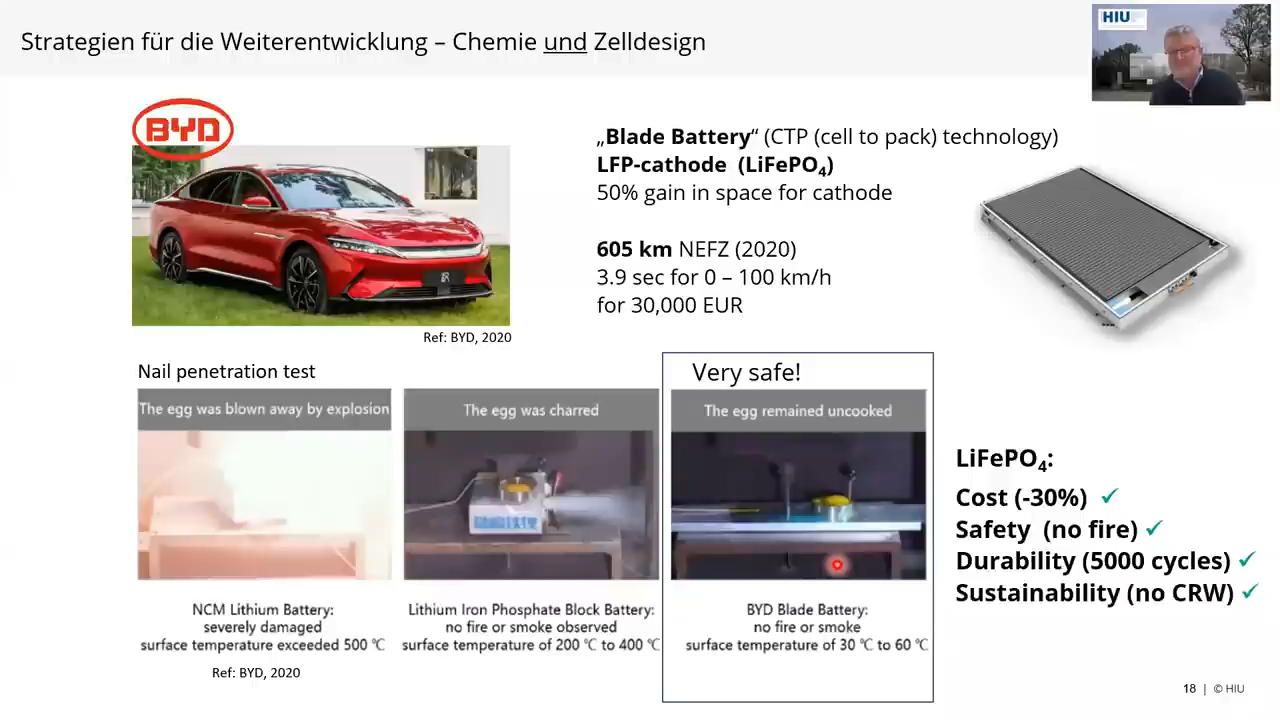 Strategien für die Weiterentwicklung – Chemie und Zelldesign
HIU
BYD
„Blade Battery“ (CTP (cell to pack) technology)
LFP-cathode (LiFePO4)
50% gain in space for cathode
605 km NEFZ (2020)
3.9 sec for 0 – 100 km/h
for 30,000 EUR
Ref: BYD, 2020
Nail penetration test
The egg was blown away by explosion
The egg was charred
Very safe!
The egg remained uncooked
NCM Lithium Battery:
severely damaged
surface temperature exceeded 500 ℃
Ref: BYD, 2020
Lithium Iron Phosphate Block Battery:
no fire or smoke observed
surface temperature of 200 ℃ to 400 ℃
BYD Blade Battery:
no fire or smoke
surface temperature of 30 ℃ to 60 ℃
LiFePO4:
Cost (-30%) ✓
Safety (no fire) ✓
Durability (5000 cycles) ✓
Sustainability (no CRW) ✓
18 | © HIU